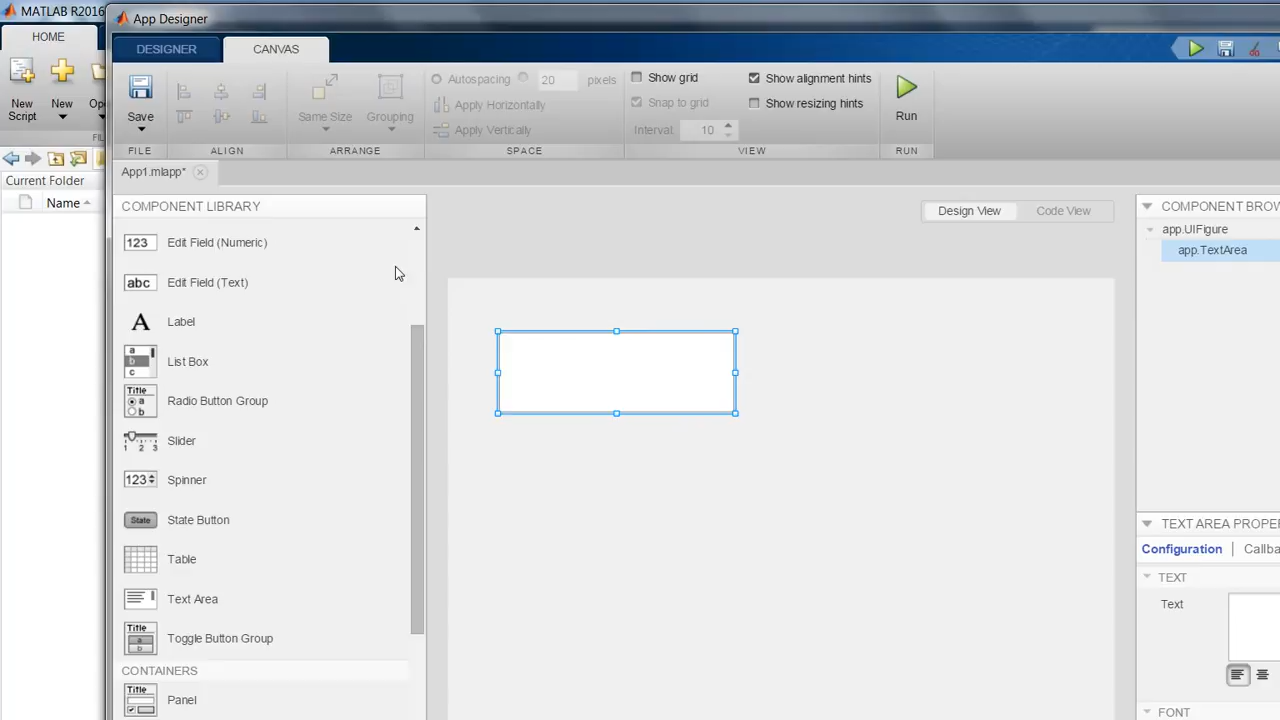 MATLAB R2016
App Designer
HOME
DESIGNER
CANVAS
New
Script
New
Save
Same Size
Grouping
Autospacing
20
pixels
Apply Horizontally
Apply Vertically
Show grid
Snap to grid
Interval:
10
Show alignment hints
Show resizing hints
Run
FILE
ALIGN
ARRANGE
SPACE
VIEW
RUN
App1.mlapp*
Current Folder
Name
COMPONENT LIBRARY
123
Edit Field (Numeric)
abc
Edit Field (Text)
A
Label
a
b
c
List Box
Title
a
b
Radio Button Group
1 2 3
Slider
123
Spinner
State
State Button
Table
Text Area
Title
a
b
Toggle Button Group
CONTAINERS
Title
Panel
Design View
Code View
COMPONENT BROW
app.UIFigure
app.TextArea
TEXT AREA PROPE
Configuration
Callba
TEXT
Text
FONT